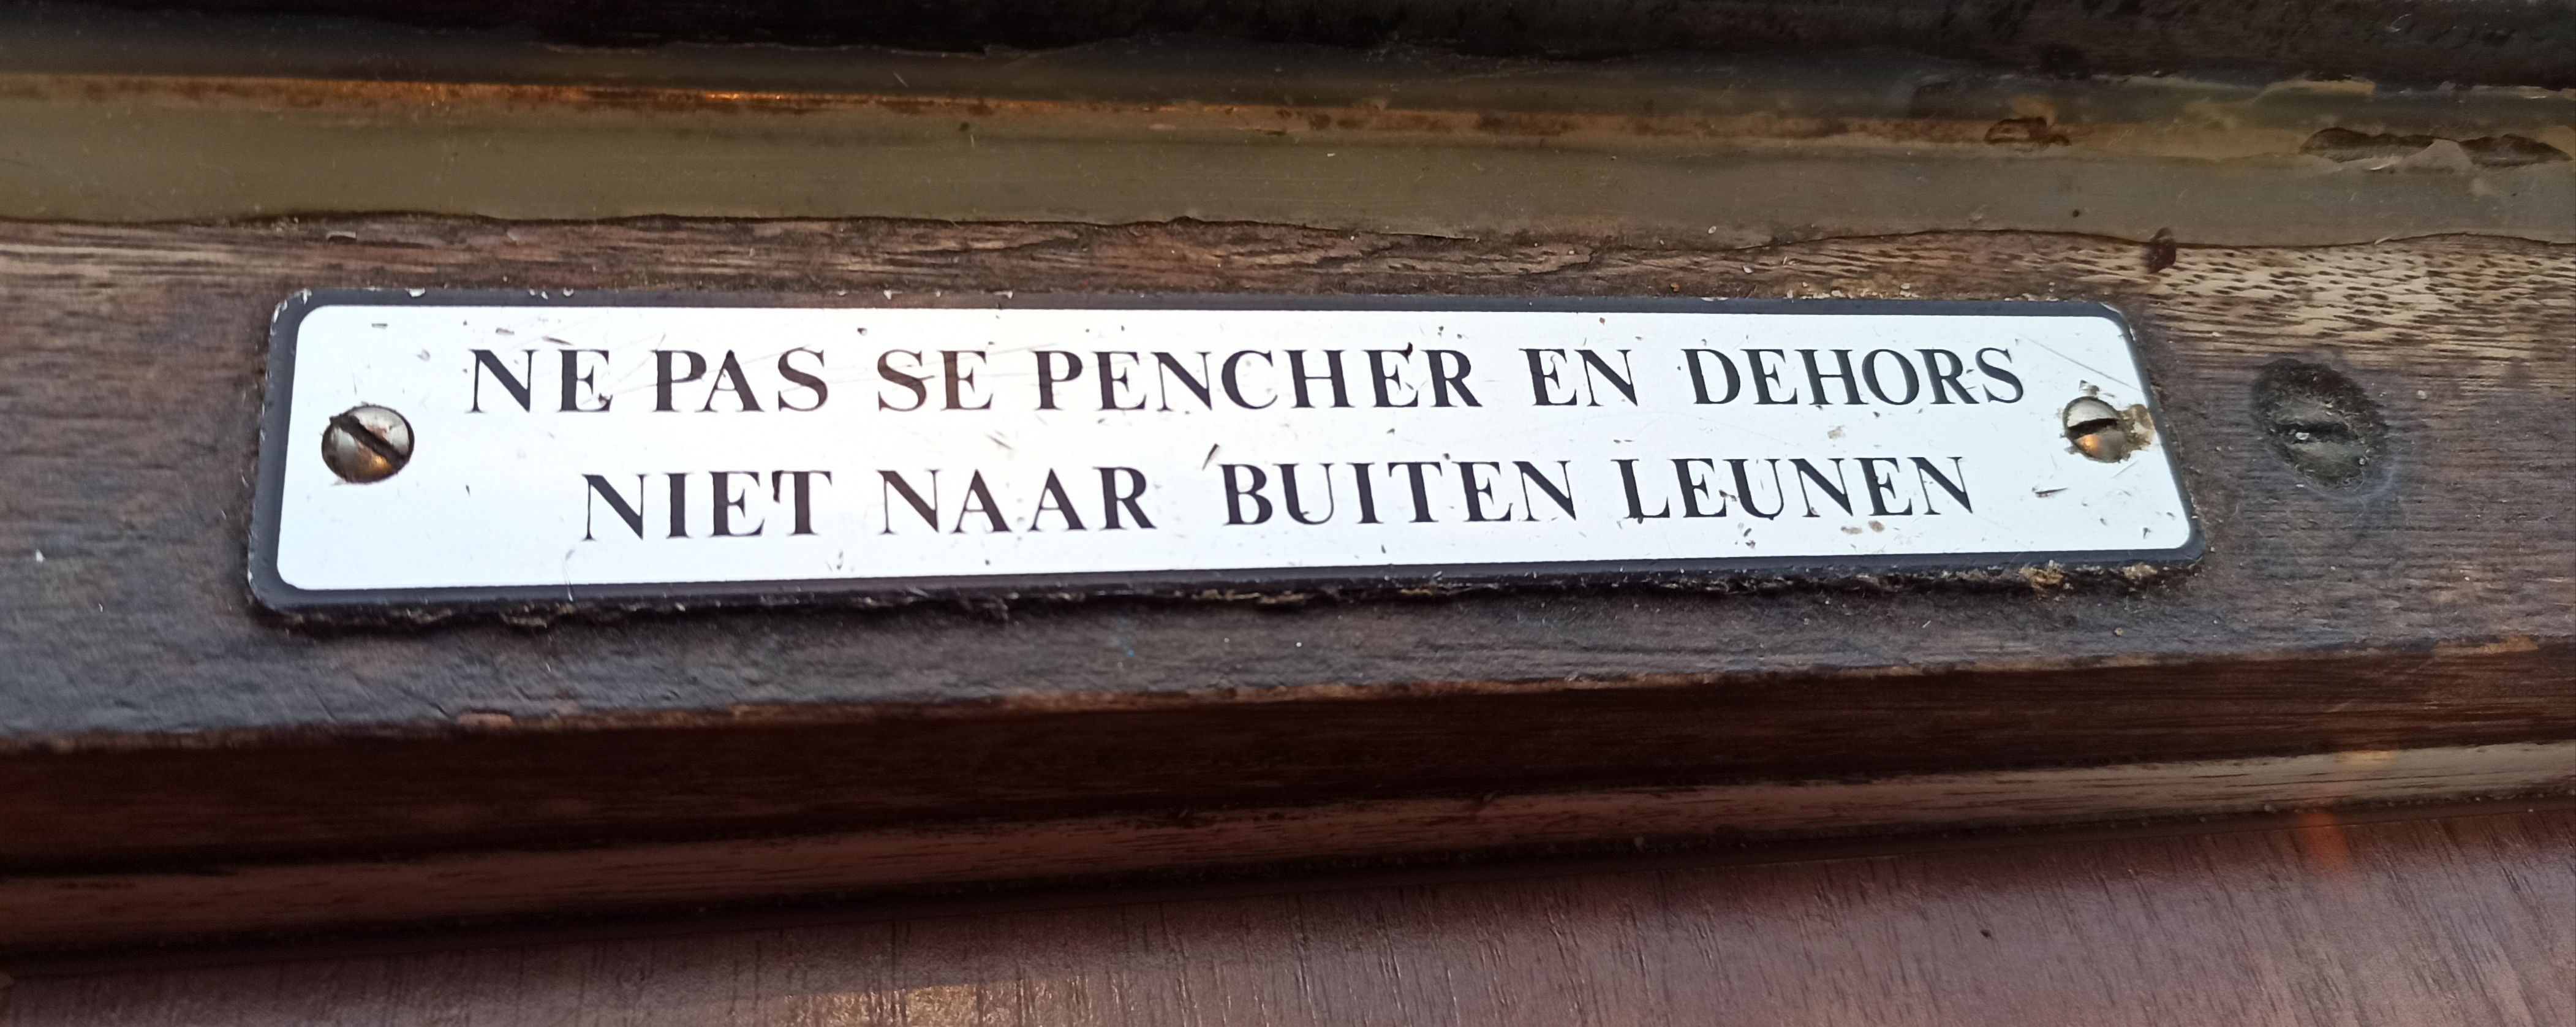 NE PAS SE PENCHER EN DEHORS
NIET NAAR BUITEN LEUNEN